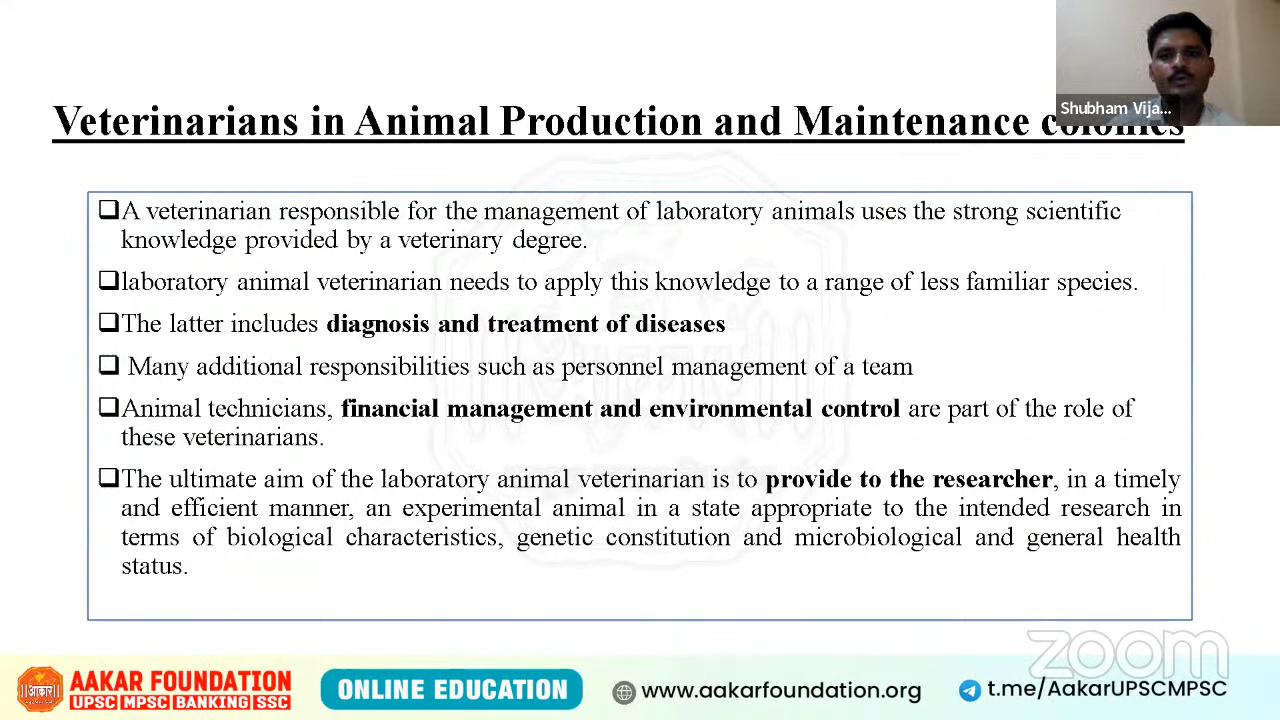 Shubham Vija...
Veterinarians in Animal Production and Maintenance colonies
❑A veterinarian responsible for the management of laboratory animals uses the strong scientific
knowledge provided by a veterinary degree.
❑laboratory animal veterinarian needs to apply this knowledge to a range of less familiar species.
❑The latter includes diagnosis and treatment of diseases
❑ Many additional responsibilities such as personnel management of a team
❑Animal technicians, financial management and environmental control are part of the role of
these veterinarians.
❑The ultimate aim of the laboratory animal veterinarian is to provide to the researcher, in a timely
and efficient manner, an experimental animal in a state appropriate to the intended research in
terms of biological characteristics, genetic constitution and microbiological and general health
status.
zoom
आकार
AAKAR FOUNDATION
UPSC MPSC BANKING SSC
ONLINE EDUCATION
www.aakarfoundation.org
t.me/AakarUPSCMPSC